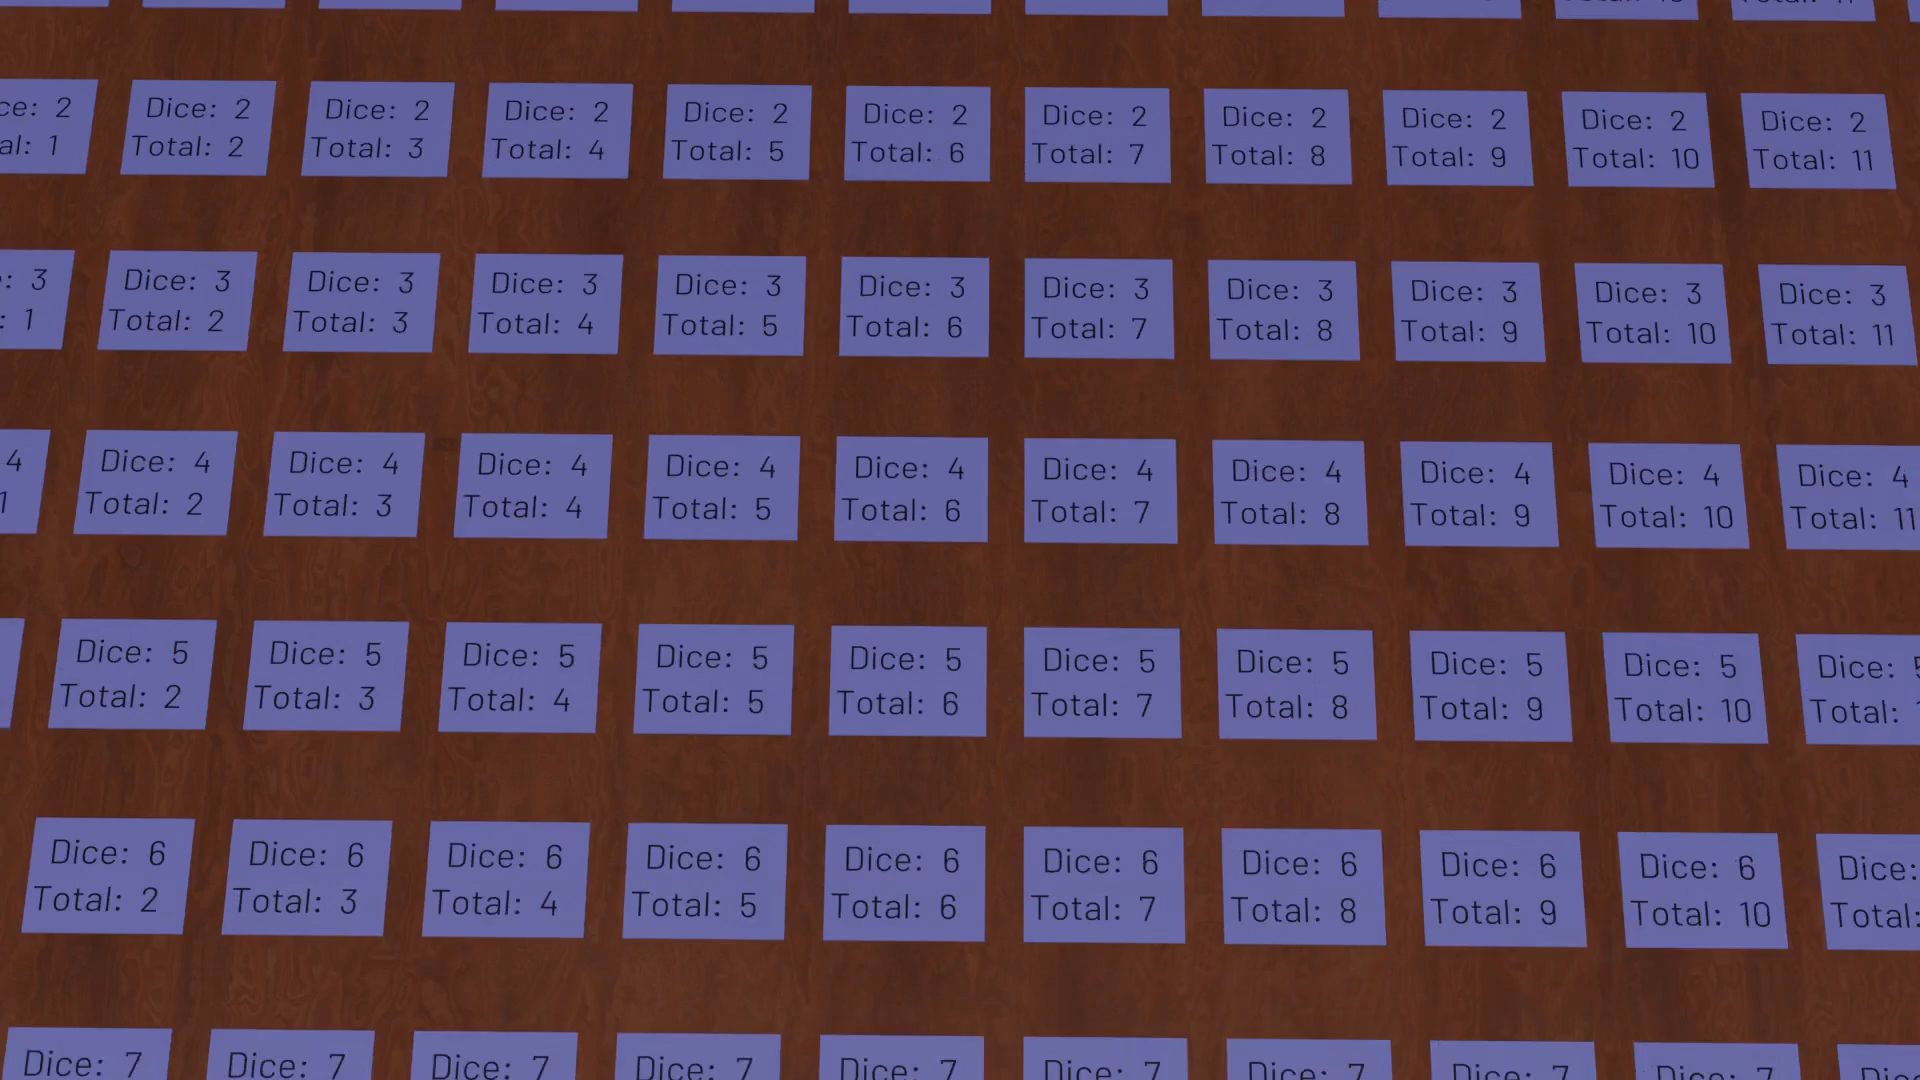 Dice: 2
Total: 2
Dice: 2
Total: 3
Dice: 2
Total: 4
Dice: 2
Total: 5
Dice: 2
Total: 6
Dice: 2
Total: 7
Dice: 2
Total: 8
Dice: 2
Total: 9
Dice: 2
Total: 10
Dice: 2
Total: 11
3
1
Dice: 3
Total: 2
Dice: 3
Total: 3
Dice: 3
Total: 4
Dice: 3
Total: 5
Dice: 3
Total: 6
Dice: 3
Total: 7
Dice: 3
Total: 8
Dice: 3
Total: 9
Dice: 3
Total: 10
Dice: 3
Total: 11
4
1
Dice: 4
Total: 2
Dice: 4
Total: 3
Dice: 4
Total: 4
Dice: 4
Total: 5
Dice: 4
Total: 6
Dice: 4
Total: 7
Dice: 4
Total: 8
Dice: 4
Total: 9
Dice: 4
Total: 10
Dice: 4
Total: 11
Dice: 5
Total: 2
Dice: 5
Total: 3
Dice: 5
Total: 4
Dice: 5
Total: 5
Dice: 5
Total: 6
Dice: 5
Total: 7
Dice: 5
Total: 8
Dice: 5
Total: 9
Dice: 5
Total: 10
Dice: 5
Total:
Dice: 6
Total: 2
Dice: 6
Total: 3
Dice: 6
Total: 4
Dice: 6
Total: 5
Dice: 6
Total: 6
Dice: 6
Total: 7
Dice: 6
Total: 8
Dice: 6
Total: 9
Dice: 6
Total: 10
Dice:
Total:
Dice: 7
Dice: 7
Dice: 7
Dice: 7
Dice: 7
Dice: 7
Dice: 7
Dice: 7
Dice: 7